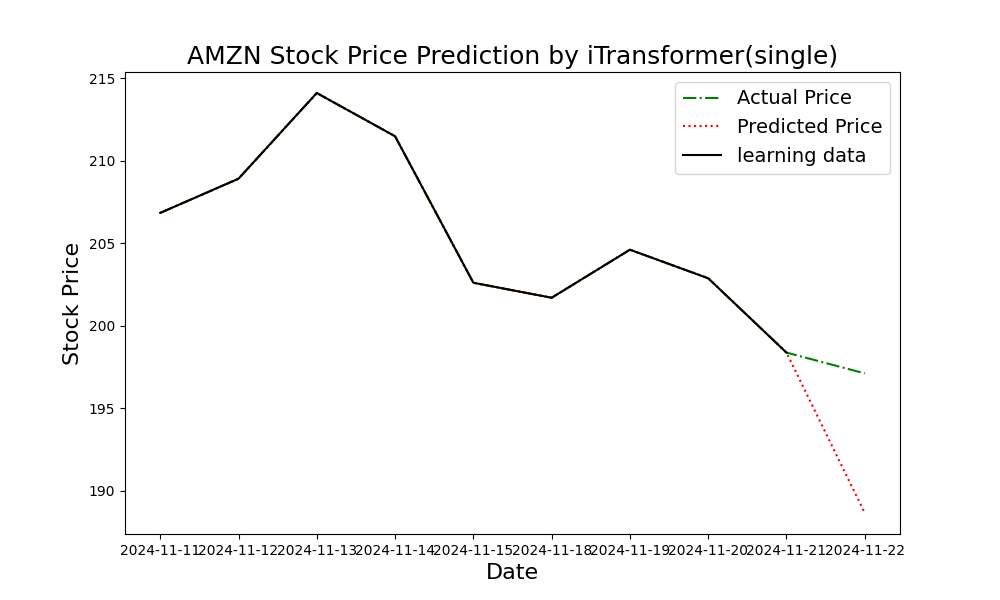 AMZN Stock Price Prediction by iTransformer(single)
Actual Price
Predicted Price
learning data
Stock Price
215
210
205
200
195
190
2024-11-11 2024-11-12 2024-11-13 2024-11-14 2024-11-15 2024-11-18 2024-11-19 2024-11-20 2024-11-21 2024-11-22
Date